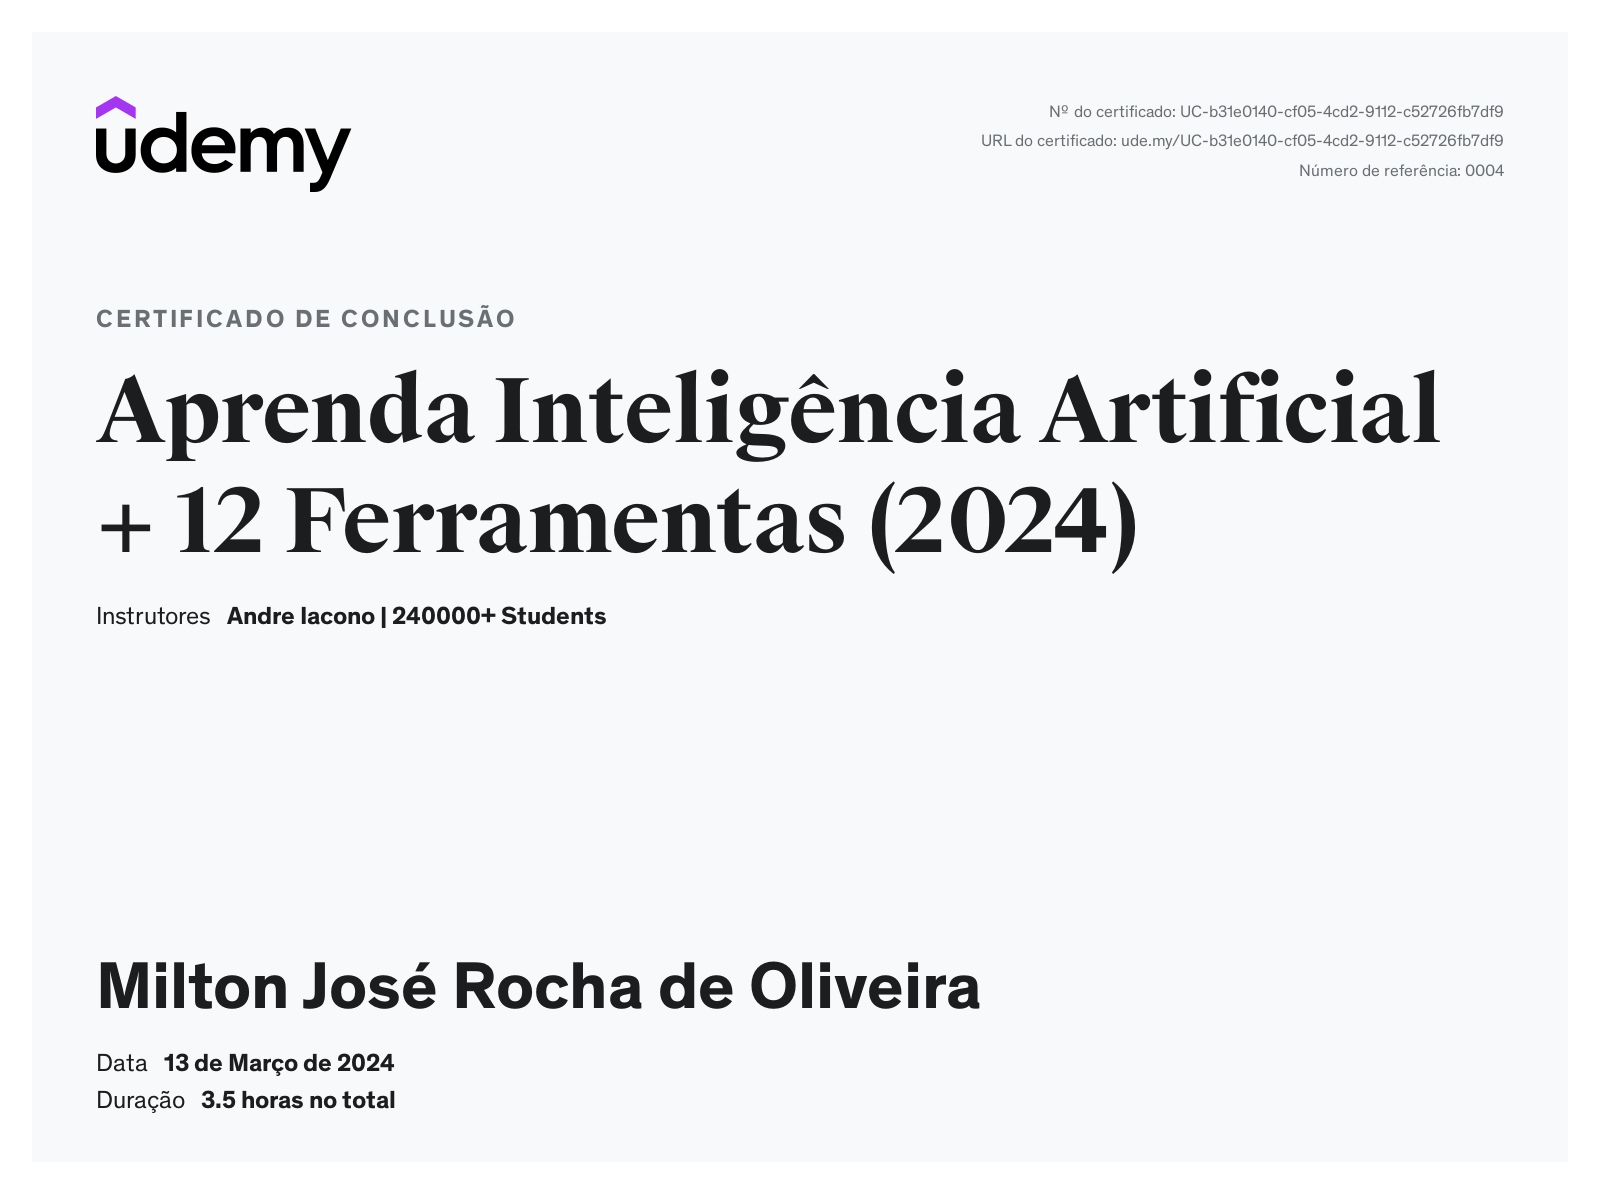 udemy
Nº do certificado: UC-b31e0140-cf05-4cd2-9112-c52726fb7df9
URL do certificado: ude.my/UC-b31e0140-cf05-4cd2-9112-c52726fb7df9
Número de referência: 0004
CERTIFICADO DE CONCLUSÃO
Aprenda Inteligência Artificial
+ 12 Ferramentas (2024)
Instrutores Andre Iacono | 240000+ Students
Milton José Rocha de Oliveira
Data 13 de Março de 2024
Duração 3.5 horas no total